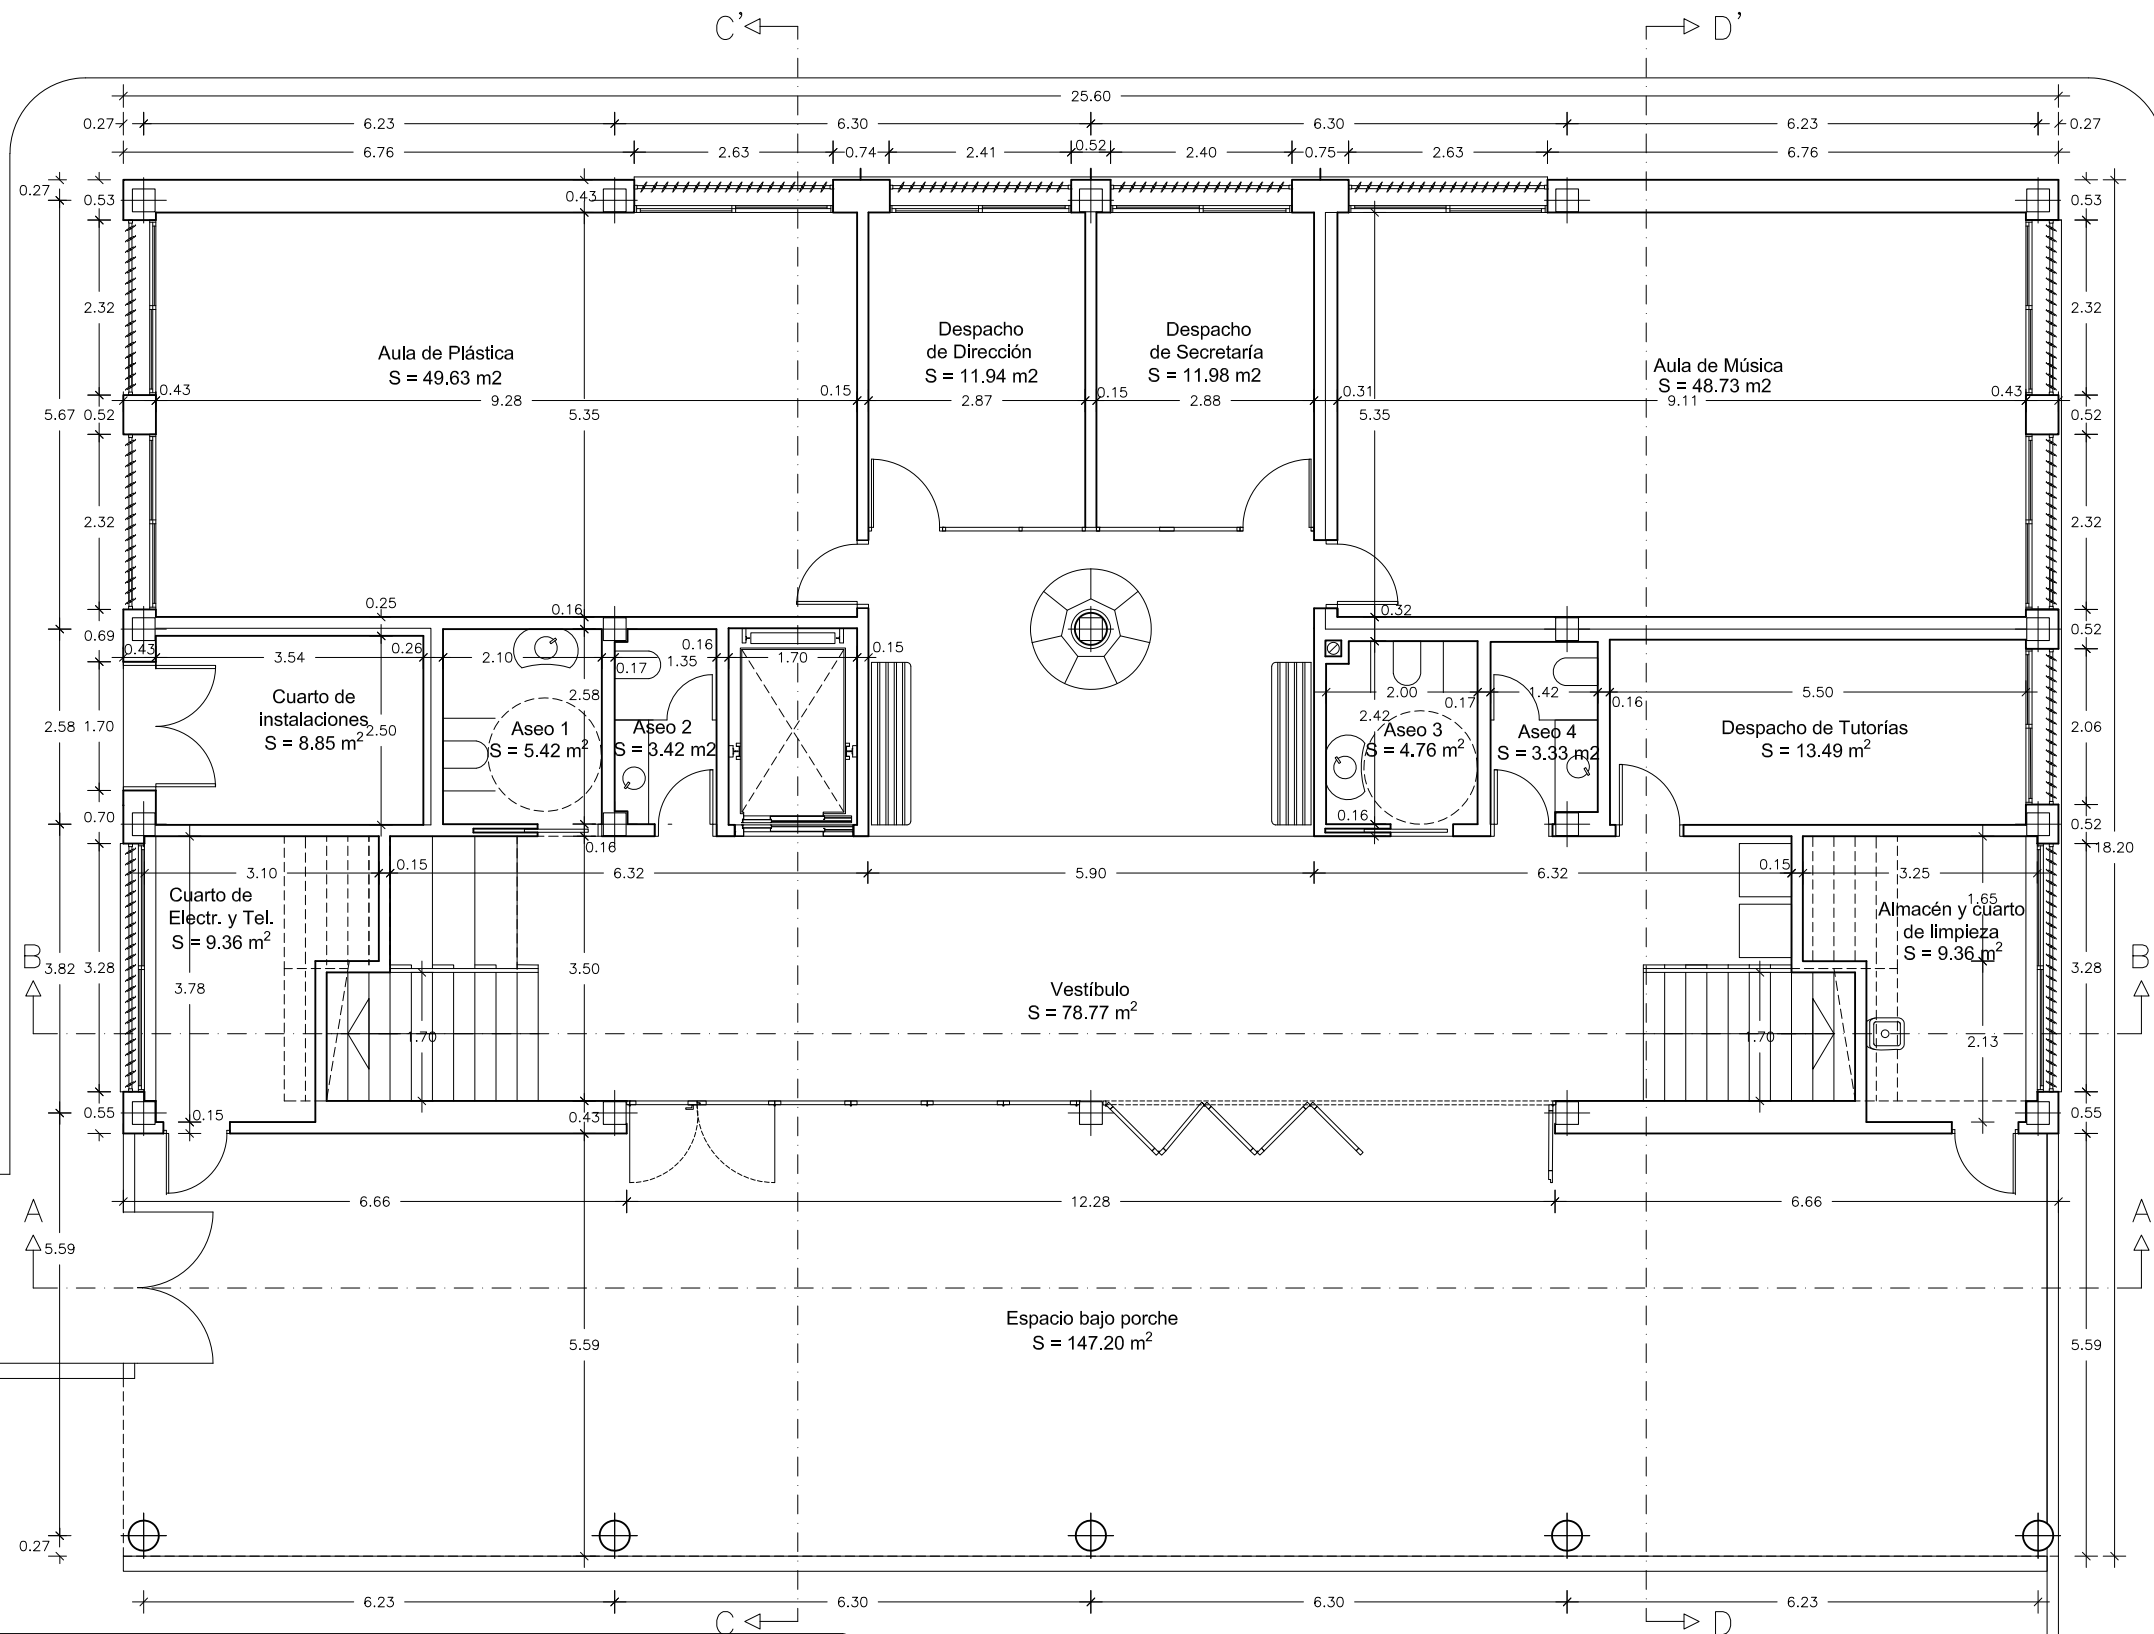 C' D'
25.60
0.27 6.23 6.30 6.30 6.23 0.27
6.76 2.63 0.74 2.41 0.52 2.40 0.75 2.63 6.76
0.27 0.53 0.43 0.53
2.32 2.32
Aula de Plástica
S = 49.63 m2
Despacho
de Dirección
S = 11.94 m2
Despacho
de Secretaría
S = 11.98 m2
Aula de Música
S = 48.73 m2
0.43 9.28 0.15 2.87 0.15 2.88 0.31 9.11 0.43
5.67 0.52 5.35 5.35 0.52
2.32 2.32
0.25 0.16 0.32
0.69 0.52
0.43 3.54 0.26 2.10 0.17 1.35 0.16 1.70 0.15
2.00 0.17 1.42 0.16 5.50
2.58 1.70 2.50 2.58 2.42 2.06
Cuarto de
instalaciones
S = 8.85 m²
Aseo 1
S = 5.42 m²
Aseo 2
S = 3.42 m2
Aseo 3
S = 4.76 m²
Aseo 4
S = 3.33 m2
Despacho de Tutorías
S = 13.49 m²
0.70 0.16 0.16 0.52
18.20
3.10 0.15 6.32 5.90 6.32 0.15 3.25
Cuarto de
Electr. y Tel.
S = 9.36 m²
1.65
Almacén y cuarto
de limpieza
S = 9.36 m²
B B
3.82 3.28 3.78 3.50 3.28
Vestíbulo
S = 78.77 m²
1.70 1.70 2.13
0.55 0.15 0.43 0.55
6.66 12.28 6.66
A A
5.59
Espacio bajo porche
S = 147.20 m²
5.59 5.59
0.27
6.23 6.30 6.30 6.23
C D